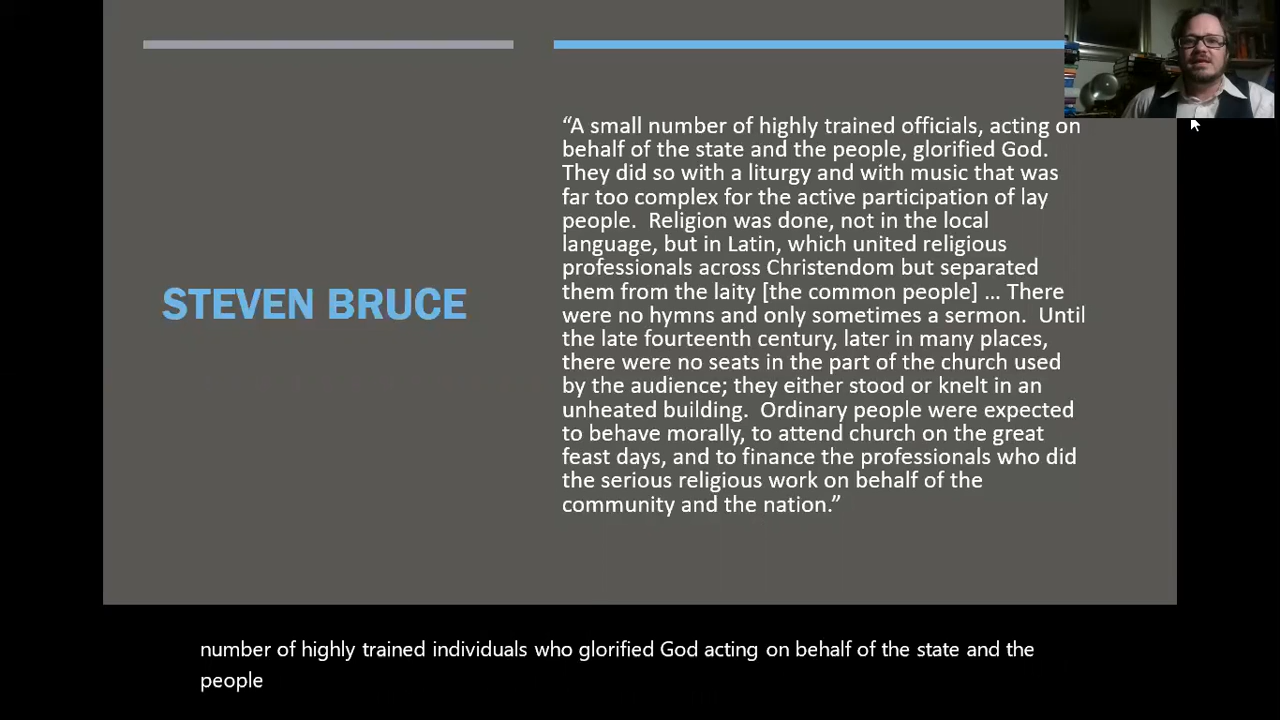 STEVEN BRUCE
“A small number of highly trained officials, acting on
behalf of the state and the people, glorified God.
They did so with a liturgy and with music that was
far too complex for the active participation of lay
people.  Religion was done, not in the local
language, but in Latin, which united religious
professionals across Christendom but separated
them from the laity [the common people] … There
were no hymns and only sometimes a sermon.  Until
the late fourteenth century, later in many places,
there were no seats in the part of the church used
by the audience; they either stood or knelt in an
unheated building.  Ordinary people were expected
to behave morally, to attend church on the great
feast days, and to finance the professionals who did
the serious religious work on behalf of the
community and the nation.”
number of highly trained individuals who glorified God acting on behalf of the state and the
people